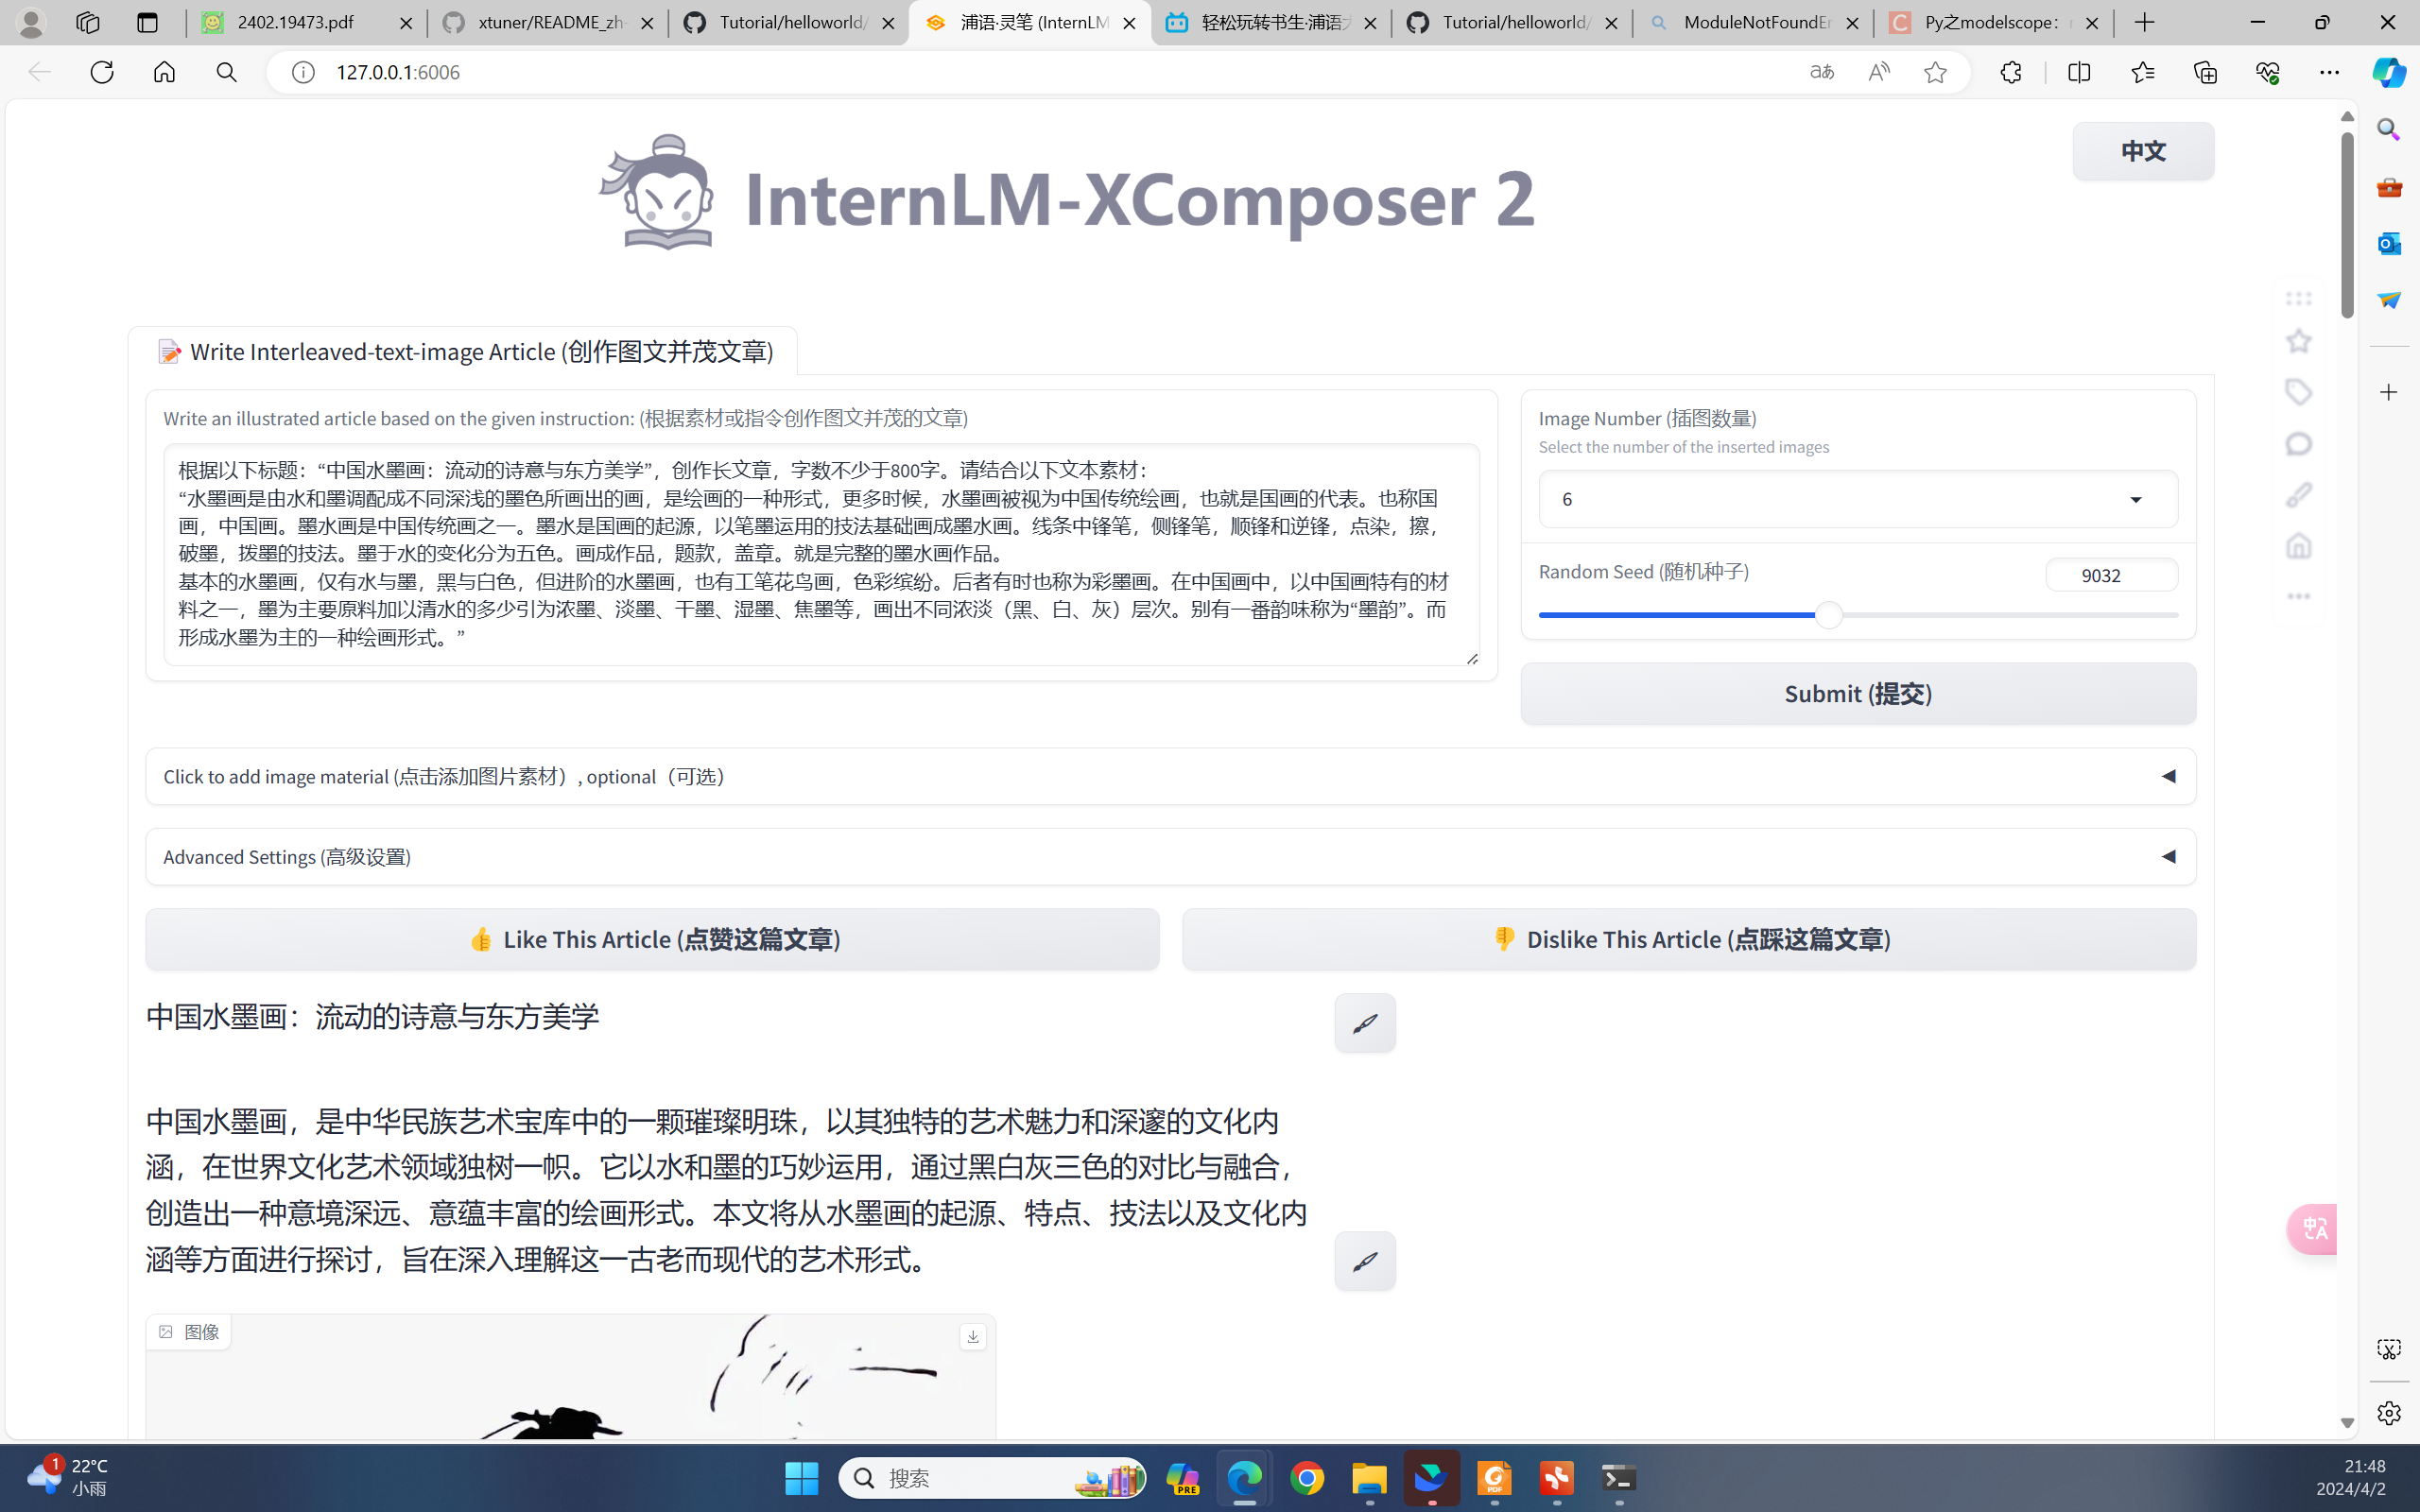 2402.19473.pdf
xtuner/README_zh-
Tutorial/helloworld/
浦语·灵笔 (InternLM
轻松玩转书生·浦语大
Tutorial/helloworld/
ModuleNotFoundEr
Py之modelscope：
127.0.0.1:6006
中文
InternLM-XComposer 2
Write Interleaved-text-image Article (创作图文并茂文章)
Write an illustrated article based on the given instruction: (根据素材或指令创作图文并茂的文章)
根据以下标题：“中国水墨画：流动的诗意与东方美学”，创作长文章，字数不少于800字。请结合以下文本素材：
“水墨画是由水和墨调配成不同深浅的墨色所画出的画，是绘画的一种形式，更多时候，水墨画被视为中国传统绘画，也就是国画的代表。也称国
画，中国画。墨水画是中国传统画之一。墨水是国画的起源，以笔墨运用的技法基础画成墨水画。线条中锋笔，侧锋笔，顺锋和逆锋，点染，擦，
破墨，拨墨的技法。墨于水的变化分为五色。画成作品，题款，盖章。就是完整的墨水画作品。
基本的水墨画，仅有水与墨，黑与白色，但进阶的水墨画，也有工笔花鸟画，色彩缤纷。后者有时也称为彩墨画。在中国画中，以中国画特有的材
料之一，墨为主要原料加以清水的多少引为浓墨、淡墨、干墨、湿墨、焦墨等，画出不同浓淡（黑、白、灰）层次。别有一番韵味称为“墨韵”。而
形成水墨为主的一种绘画形式。”
Image Number (插图数量)
Select the number of the inserted images
6
Random Seed (随机种子)
9032
Submit (提交)
Click to add image material (点击添加图片素材）, optional（可选）
Advanced Settings (高级设置)
Like This Article (点赞这篇文章)
Dislike This Article (点踩这篇文章)
中国水墨画：流动的诗意与东方美学
中国水墨画，是中华民族艺术宝库中的一颗璀璨明珠，以其独特的艺术魅力和深邃的文化内
涵，在世界文化艺术领域独树一帜。它以水和墨的巧妙运用，通过黑白灰三色的对比与融合，
创造出一种意境深远、意蕴丰富的绘画形式。本文将从水墨画的起源、特点、技法以及文化内
涵等方面进行探讨，旨在深入理解这一古老而现代的艺术形式。
图像
1
22°C
小雨
搜索
PRE
PDF
21:48
2024/4/2